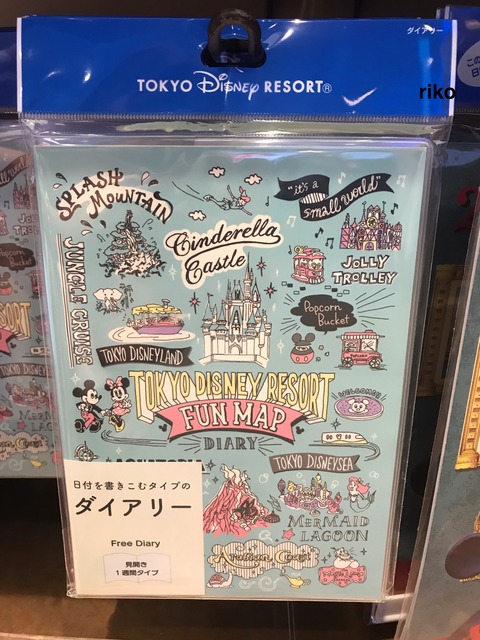 ダイアリー
TOKYO Disney RESORT®
riko
SPLASH
MOUNTAIN
"it's a
small world"
Cinderella
Castle
JUNGLE CRUISE
JOLLY
TROLLEY
Popcorn
Bucket
TOKYO DISNEYLAND
TOKYO DISNEY RESORT
FUN MAP
DIARY
WELCOME!
TOKYO DISNEYSEA
MERMAID
LAGOON
日付を書きこむタイプの
ダイアリー
Free Diary
見開き
1週間タイプ